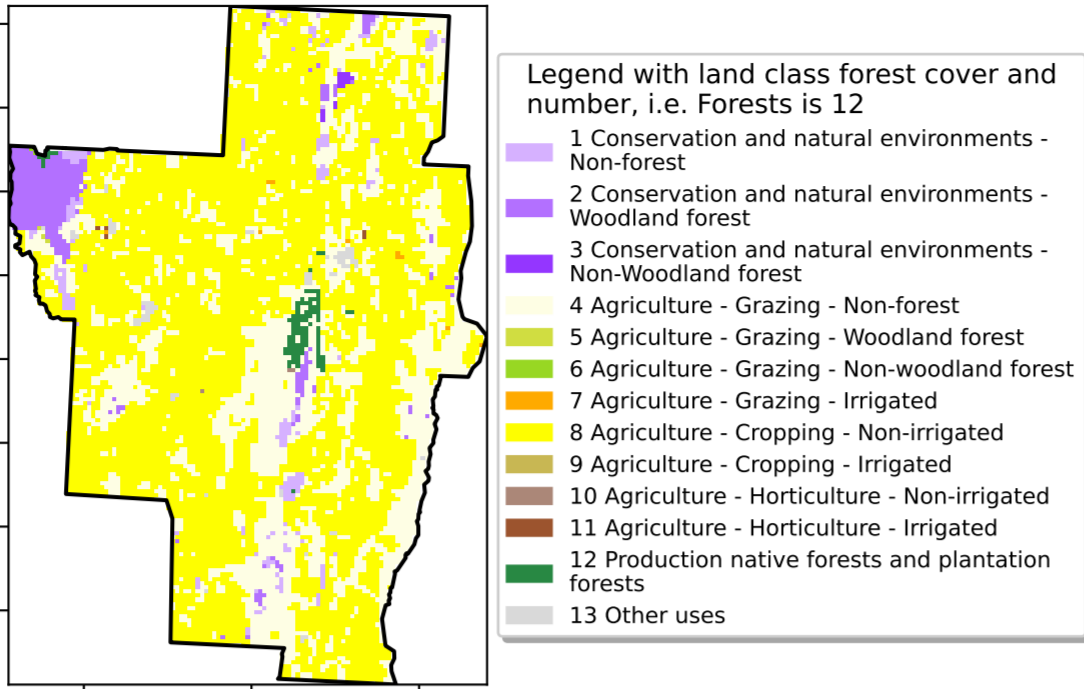 Legend with land class forest cover and
number, i.e. Forests is 12
1 Conservation and natural environments -
Non-forest
2 Conservation and natural environments -
Woodland forest
3 Conservation and natural environments -
Non-Woodland forest
4 Agriculture - Grazing - Non-forest
5 Agriculture - Grazing - Woodland forest
6 Agriculture - Grazing - Non-woodland forest
7 Agriculture - Grazing - Irrigated
8 Agriculture - Cropping - Non-irrigated
9 Agriculture - Cropping - Irrigated
10 Agriculture - Horticulture - Non-irrigated
11 Agriculture - Horticulture - Irrigated
12 Production native forests and plantation
forests
13 Other uses